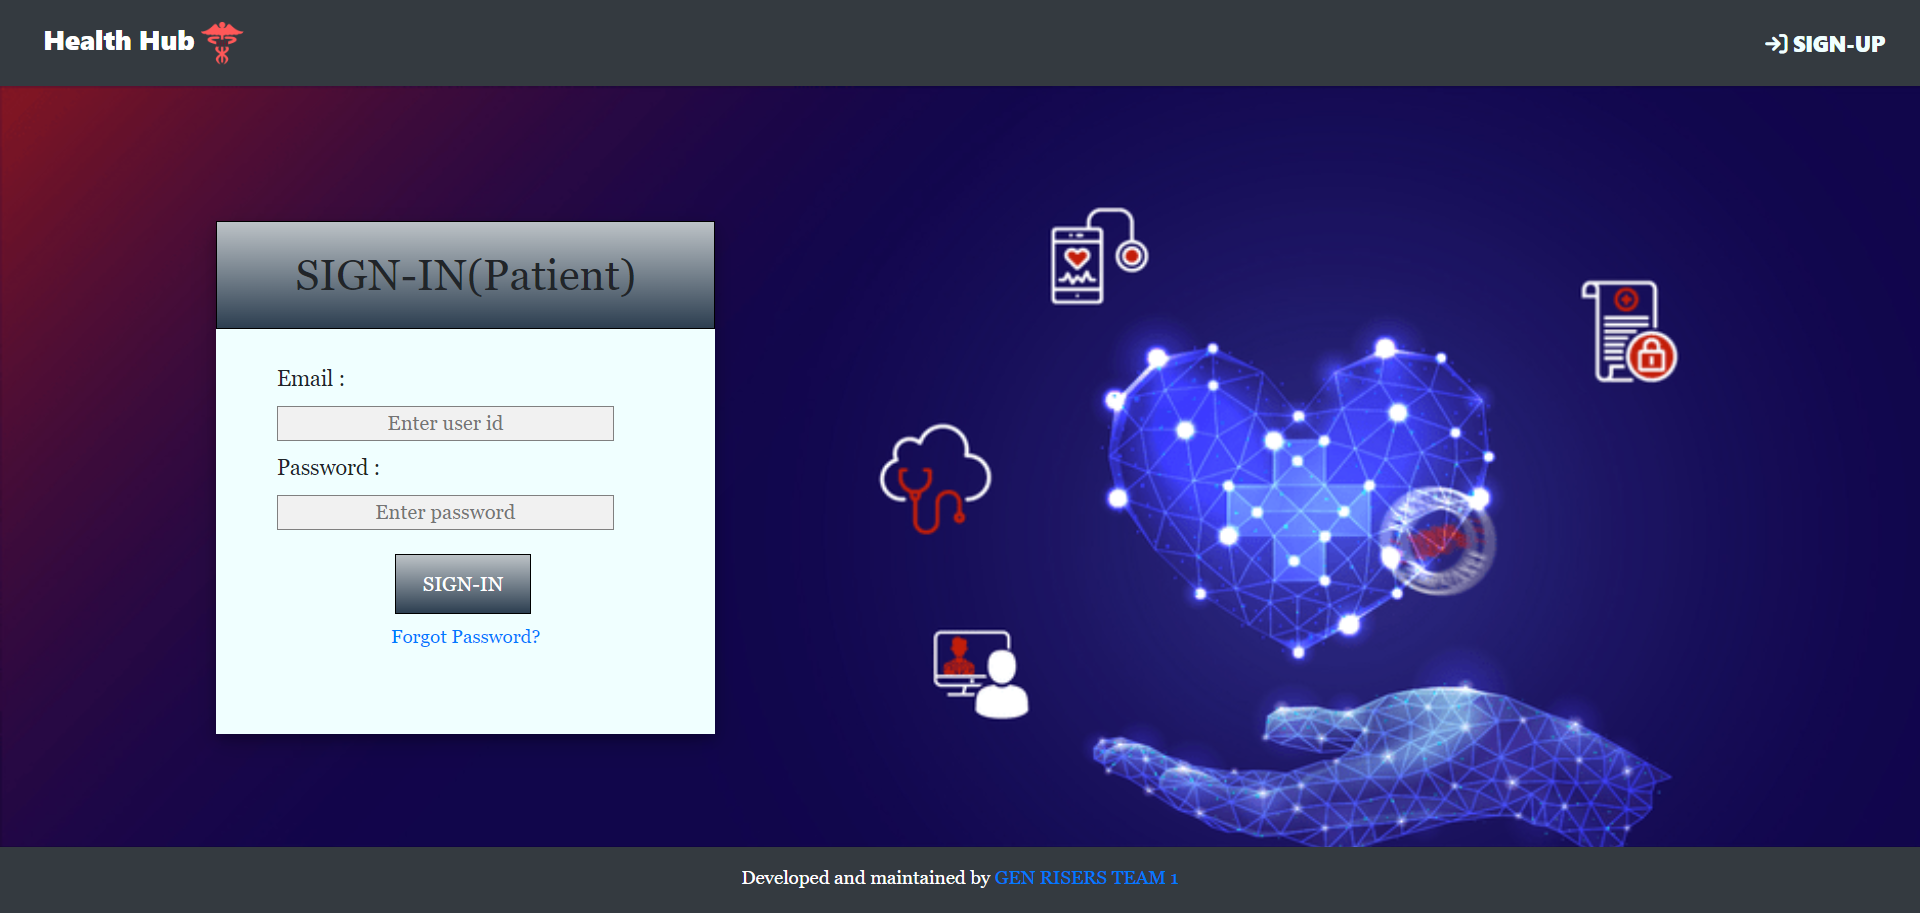 Health Hub
SIGN-UP
SIGN-IN(Patient)
Email :
Enter user id
Password :
Enter password
SIGN-IN
Forgot Password?
Developed and maintained by GEN RISERS TEAM 1